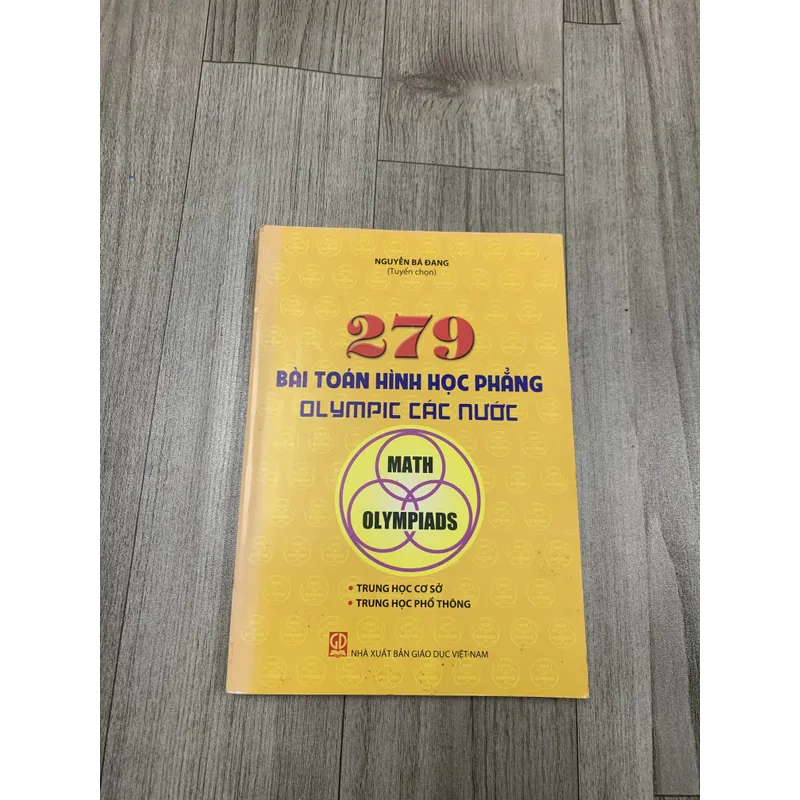 NGUYỄN BÁ ĐANG
(Tuyển chọn)
279
BÀI TOÁN HÌNH HỌC PHẲNG
OLYMPIC CÁC NƯỚC
MATH
OLYMPIADS
• TRUNG HỌC CƠ SỞ
• TRUNG HỌC PHỔ THÔNG
GD
NHÀ XUẤT BẢN GIÁO DỤC VIỆT NAM